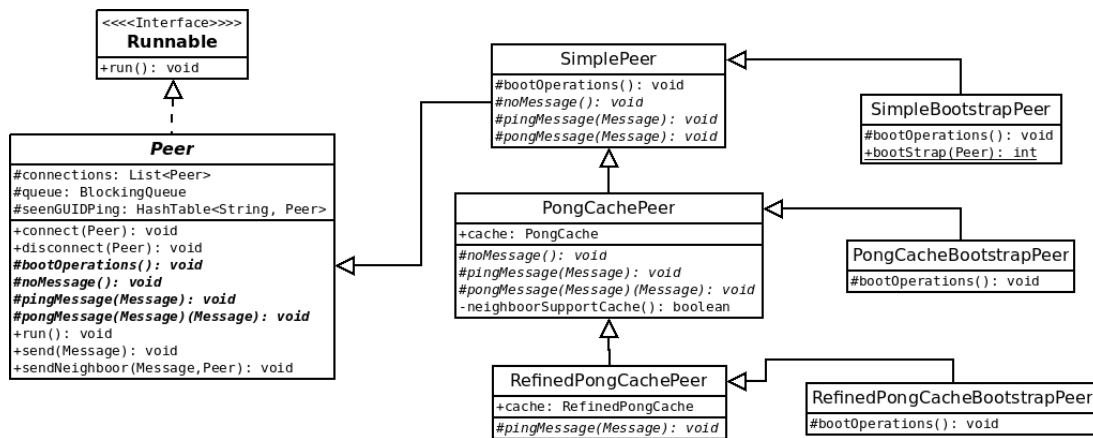 <<<<Interface>>>>
Runnable
+run(): void
Peer
#connections: List<Peer>
#queue: BlockingQueue
#seenGUIDPing: HashTable<String, Peer>
+connect(Peer): void
+disconnect(Peer): void
#bootOperations(): void
#noMessage(): void
#pingMessage(Message): void
#pongMessage(Message)(Message): void
+run(): void
+send(Message): void
+sendNeighboor(Message,Peer): void
SimplePeer
#bootOperations(): void
#noMessage(): void
#pingMessage(Message): void
#pongMessage(Message): void
SimpleBootstrapPeer
#bootOperations(): void
+bootStrap(Peer): int
PongCachePeer
+cache: PongCache
#noMessage(): void
#pingMessage(Message): void
#pongMessage(Message)(Message): void
-neighboorSupportCache(): boolean
PongCacheBootstrapPeer
#bootOperations(): void
RefinedPongCachePeer
+cache: RefinedPongCache
#pingMessage(Message): void
RefinedPongCacheBootstrapPeer
#bootOperations(): void